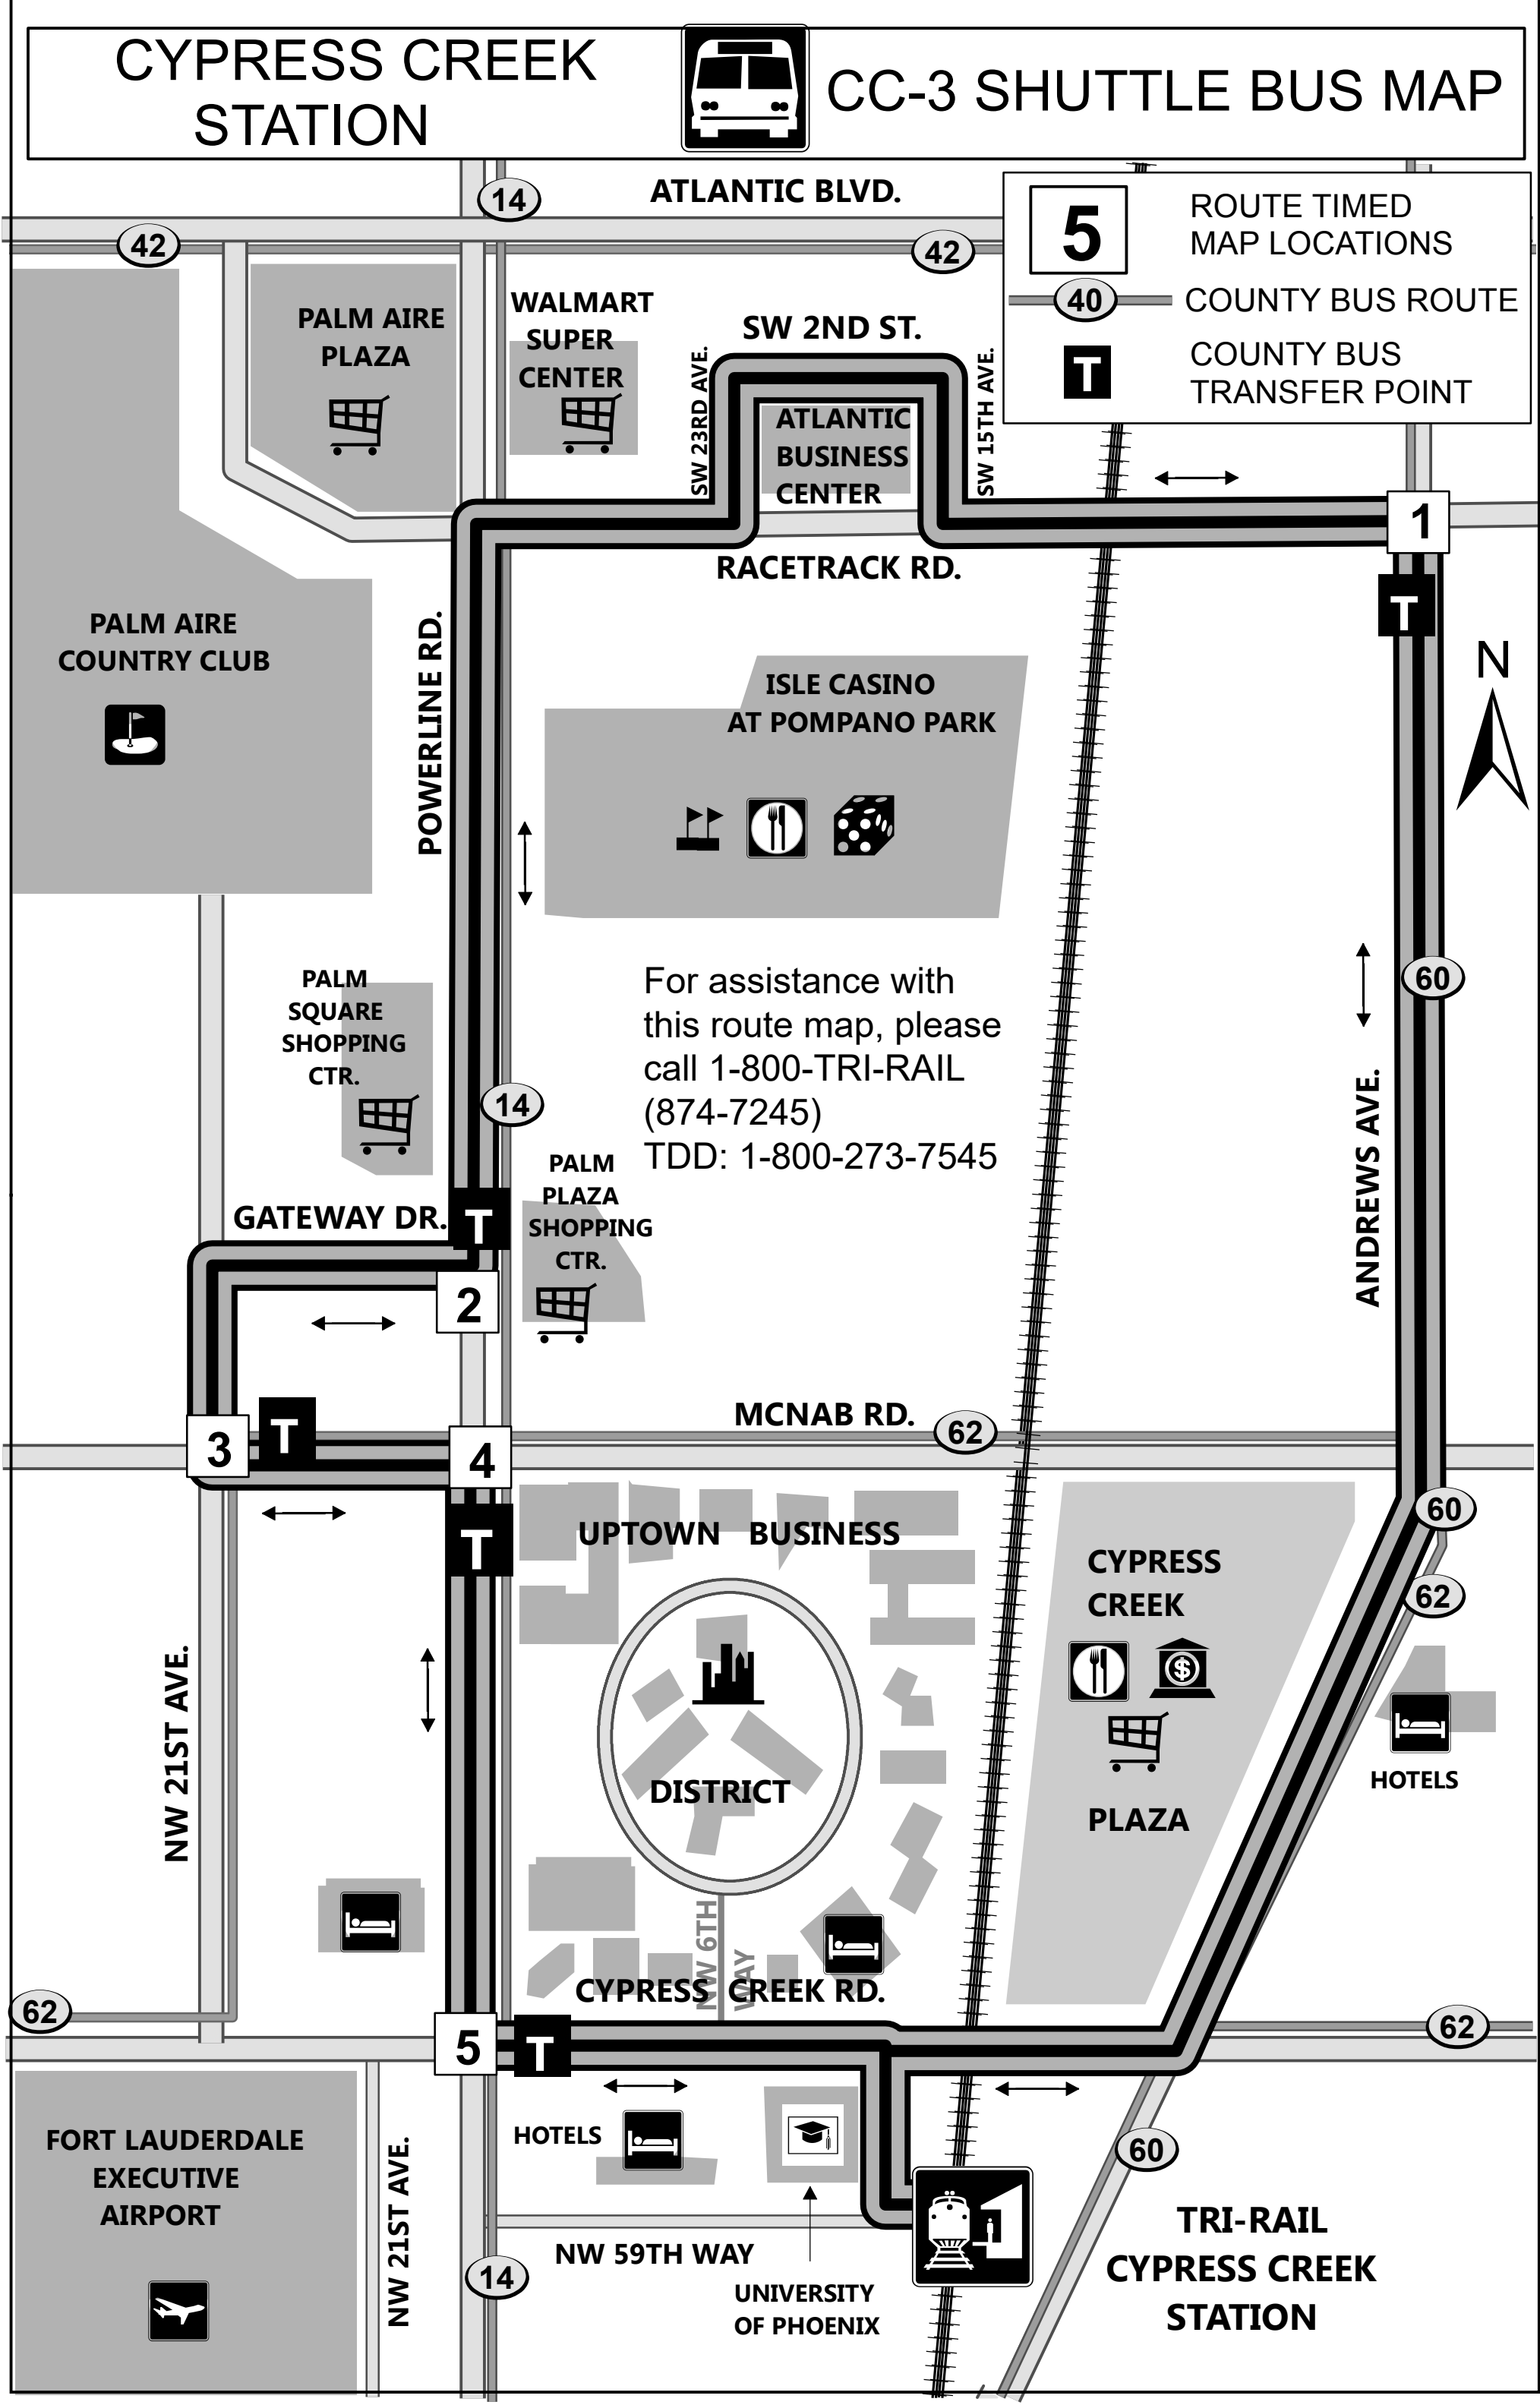 CYPRESS CREEK
STATION
CC-3 SHUTTLE BUS MAP
14
ATLANTIC BLVD.
42
42
5
ROUTE TIMED
MAP LOCATIONS
40
COUNTY BUS ROUTE
T
COUNTY BUS
TRANSFER POINT
PALM AIRE
PLAZA
WALMART
SUPER
CENTER
SW 2ND ST.
SW 23RD AVE.
SW 15TH AVE.
ATLANTIC
BUSINESS
CENTER
1
RACETRACK RD.
T
N
PALM AIRE
COUNTRY CLUB
POWERLINE RD.
ISLE CASINO
AT POMPANO PARK
For assistance with
this route map, please
call 1-800-TRI-RAIL
(874-7245)
TDD: 1-800-273-7545
60
PALM
SQUARE
SHOPPING
CTR.
14
ANDREWS AVE.
PALM
PLAZA
SHOPPING
CTR.
GATEWAY DR.
T
2
MCNAB RD.
62
3
T
4
T
60
UPTOWN BUSINESS
DISTRICT
CYPRESS
CREEK
PLAZA
62
HOTELS
NW 21ST AVE.
NW 6TH
WAY
CYPRESS CREEK RD.
62
5
T
62
HOTELS
FORT LAUDERDALE
EXECUTIVE
AIRPORT
NW 21ST AVE.
60
NW 59TH WAY
14
UNIVERSITY
OF PHOENIX
TRI-RAIL
CYPRESS CREEK
STATION